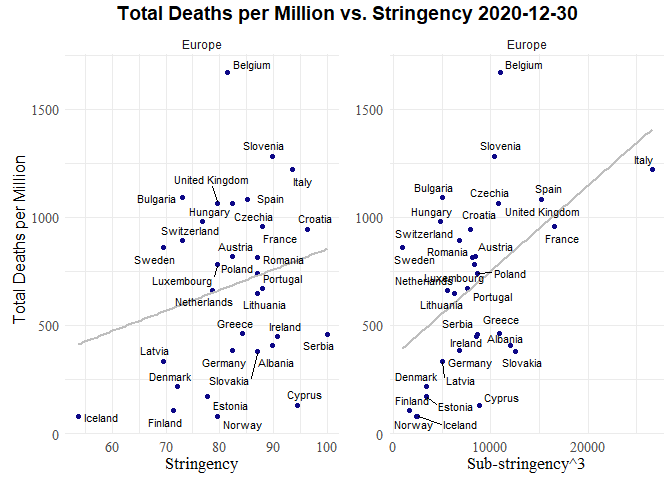 Total Deaths per Million vs. Stringency 2020-12-30
Europe
Europe
Total Deaths per Million
1500
1000
500
0
Belgium
Slovenia
Italy
United Kingdom
Bulgaria
Spain
Hungary
Czechia
Croatia
Switzerland
France
Sweden
Austria
Romania
Poland
Luxembourg
Portugal
Netherlands
Lithuania
Greece
Ireland
Serbia
Latvia
Germany
Albania
Slovakia
Denmark
Cyprus
Estonia
Iceland
Finland
Norway
60
70
80
90
100
Stringency
1500
1000
500
0
Belgium
Slovenia
Italy
Bulgaria
Czechia
Spain
Hungary
Croatia
United Kingdom
Switzerland
France
Sweden
Romania
Austria
Netherlands
Luxembourg
Poland
Lithuania
Portugal
Serbia
Greece
Ireland
Albania
Germany
Slovakia
Denmark
Latvia
Finland
Estonia
Cyprus
Norway
Iceland
0
10000
20000
Sub-stringency^3